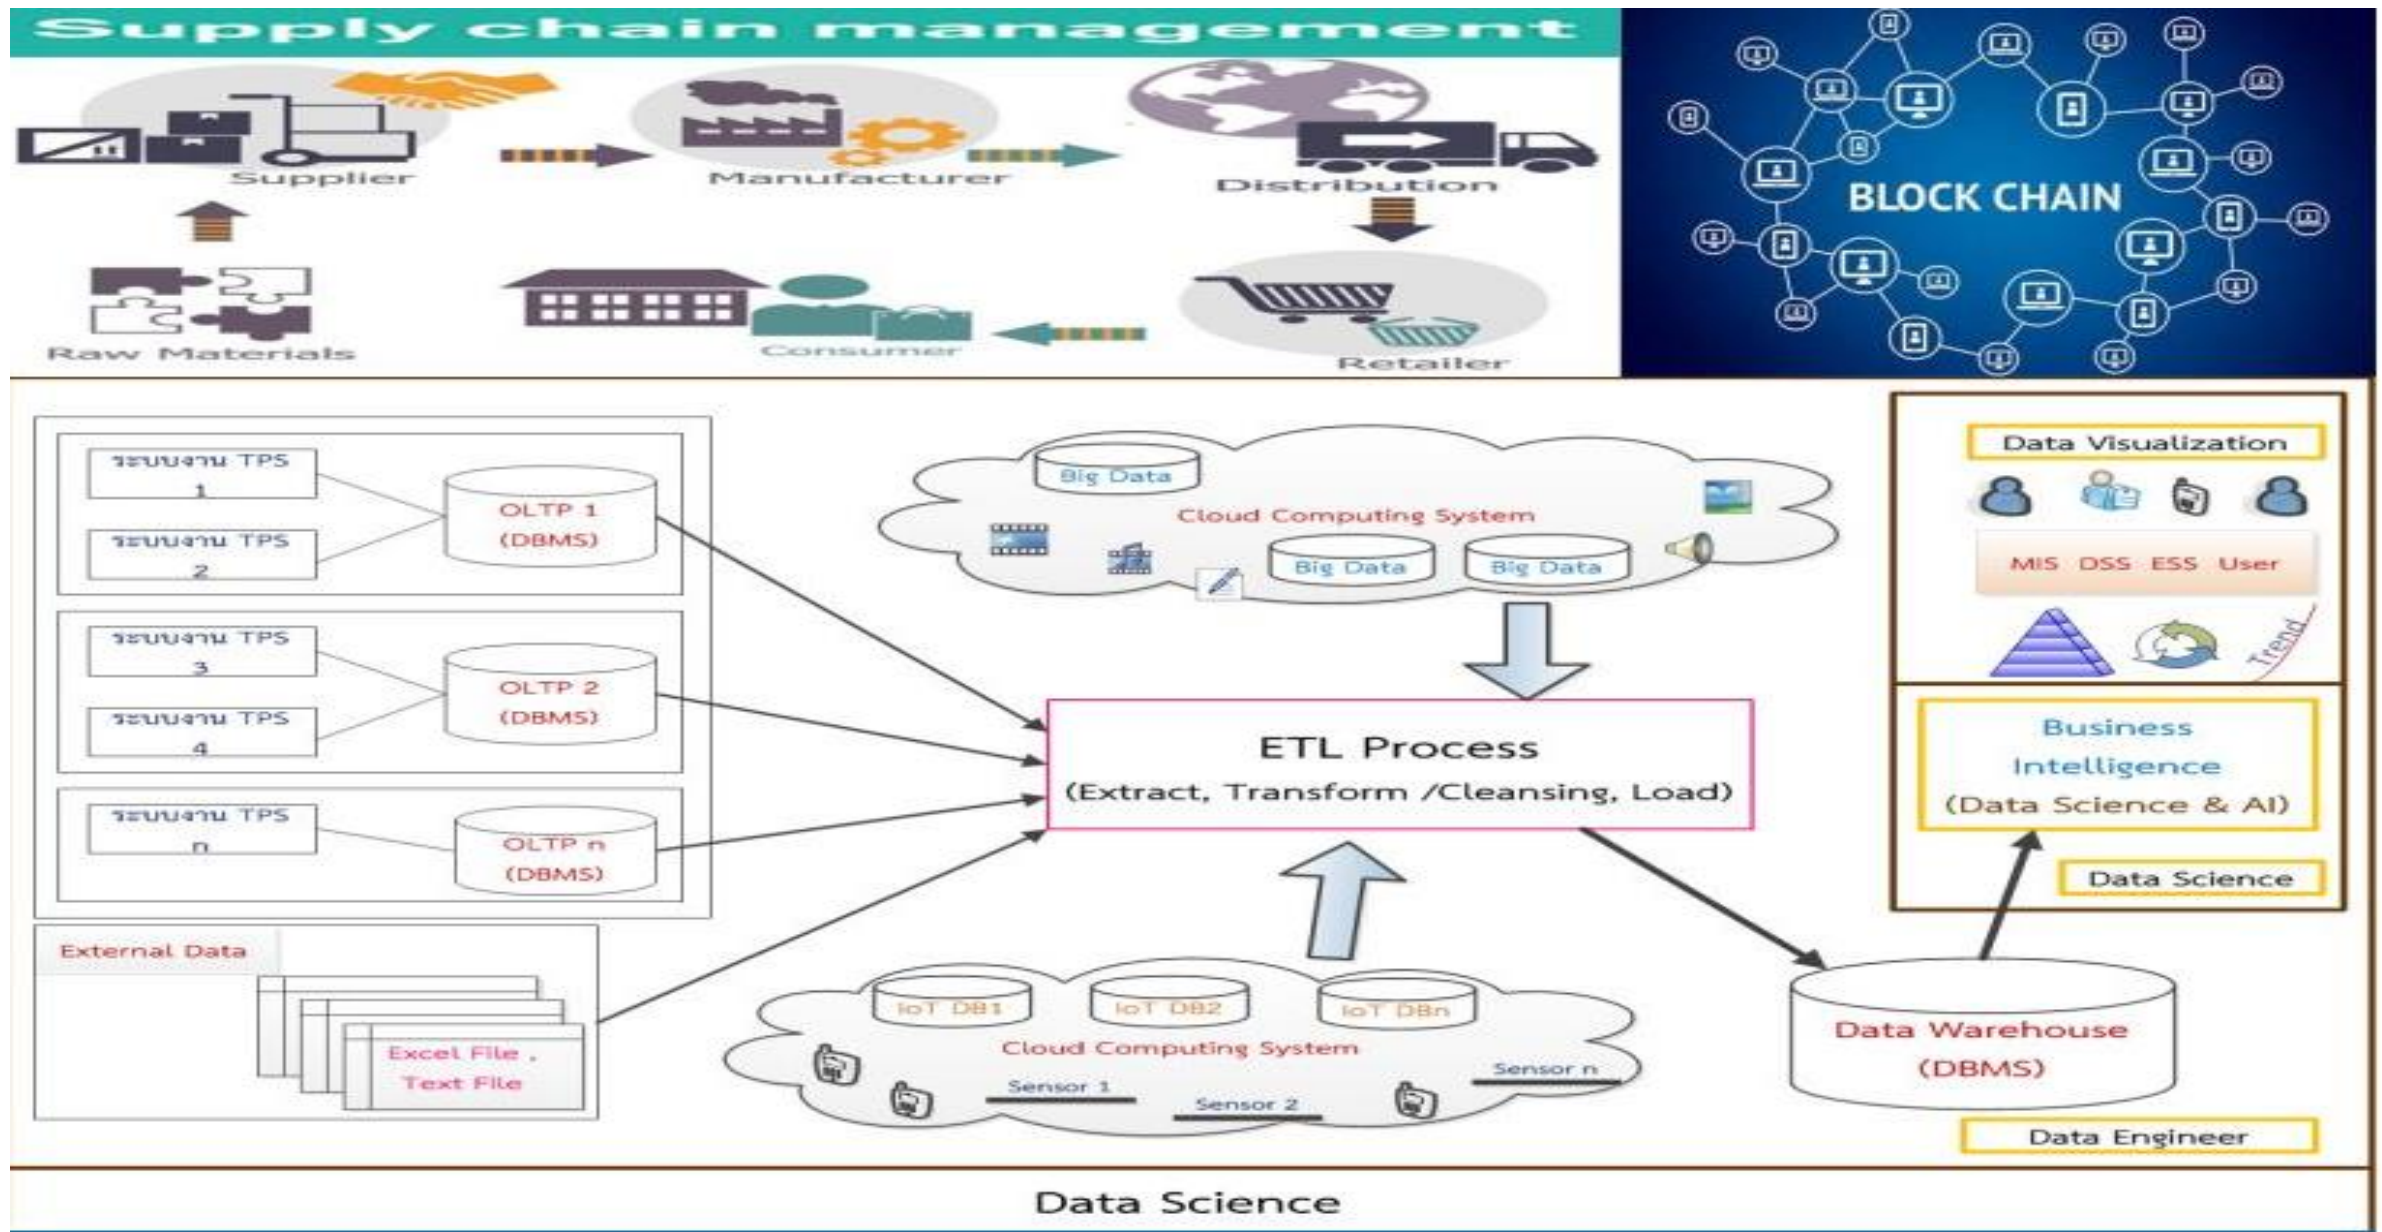 Supply chain management
Supplier
Manufacturer
Distribution
Raw Materials
Consumer
Retailer
BLOCK CHAIN
ระบบงาน TPS
1
ระบบงาน TPS
2
OLTP 1
(DBMS)
ระบบงาน TPS
3
ระบบงาน TPS
4
OLTP 2
(DBMS)
ระบบงาน TPS
n
OLTP n
(DBMS)
External Data
Excel File ,
Text File
Big Data
Cloud Computing System
Big Data
Big Data
ETL Process
(Extract, Transform /Cleansing, Load)
IoT DB1
IoT DB2
IoT DBn
Cloud Computing System
Sensor 1
Sensor 2
Sensor n
Data Visualization
MIS DSS ESS User
Trend
Business
Intelligence
(Data Science & AI)
Data Science
Data Warehouse
(DBMS)
Data Engineer
Data Science